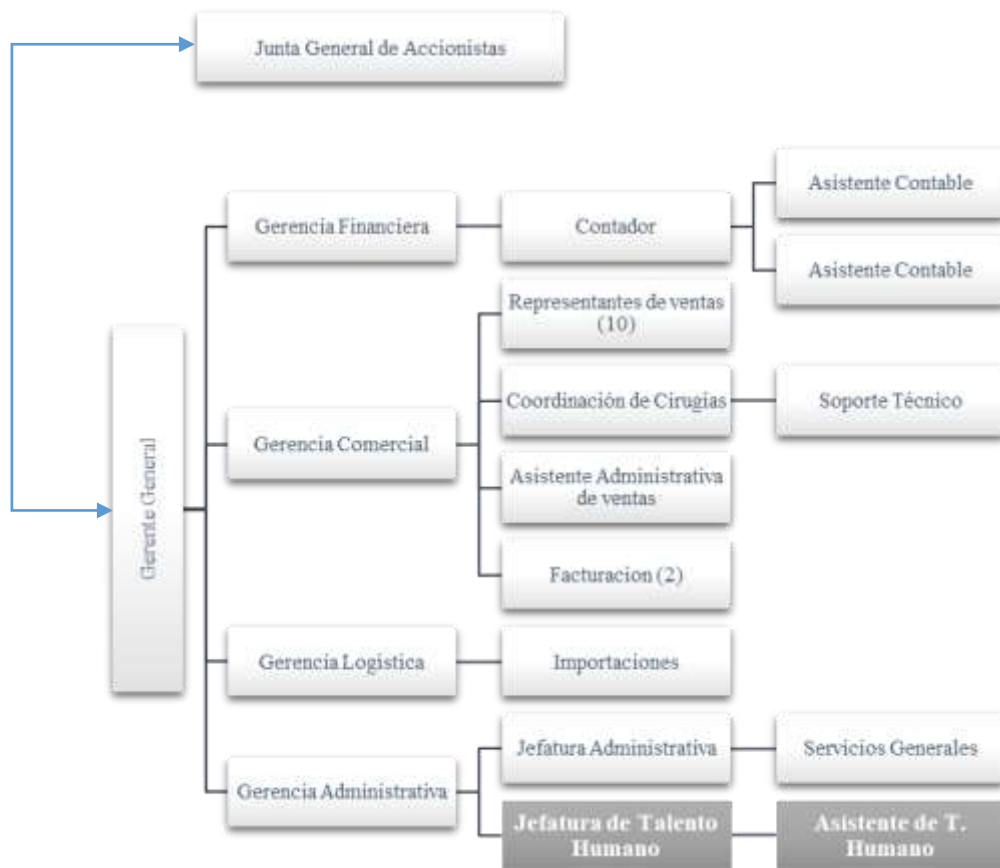 Junta General de Accionistas
Gerente General
Gerencia Financiera
Contador
Asistente Contable
Asistente Contable
Gerencia Comercial
Representantes de ventas
(10)
Coordinación de Cirugías
Soporte Técnico
Asistente Administrativa
de ventas
Facturacion (2)
Gerencia Logística
Importaciones
Gerencia Administrativa
Jefatura Administrativa
Servicios Generales
Jefatura de Talento
Humano
Asistente de T.
Humano